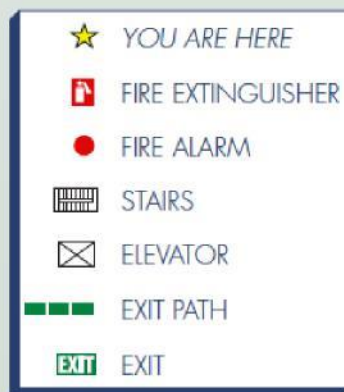 YOU ARE HERE
FIRE EXTINGUISHER
FIRE ALARM
STAIRS
ELEVATOR
EXIT PATH
EXIT EXIT